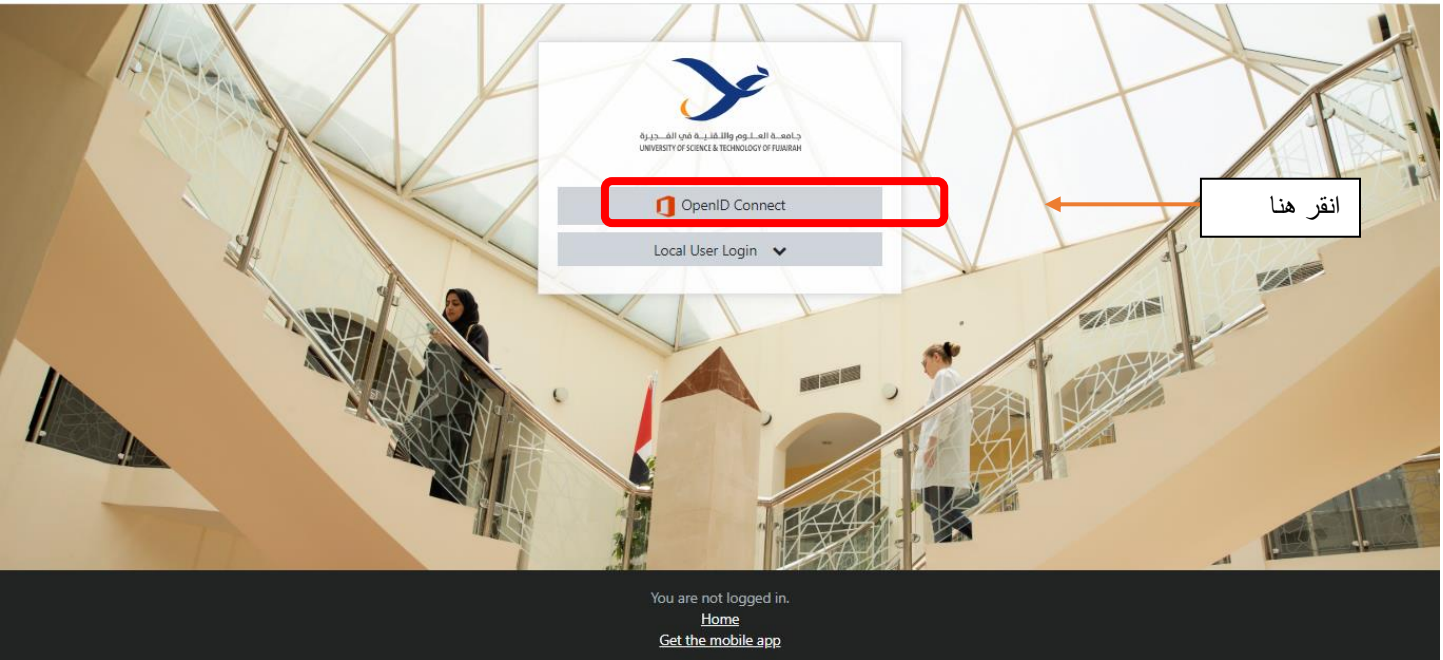 جامعة العلوم والتقنية في الفجيرة
UNIVERSITY OF SCIENCE & TECHNOLOGY OF FUJAIRAH
OpenID Connect
انقر هنا
Local User Login
You are not logged in.
Home
Get the mobile app